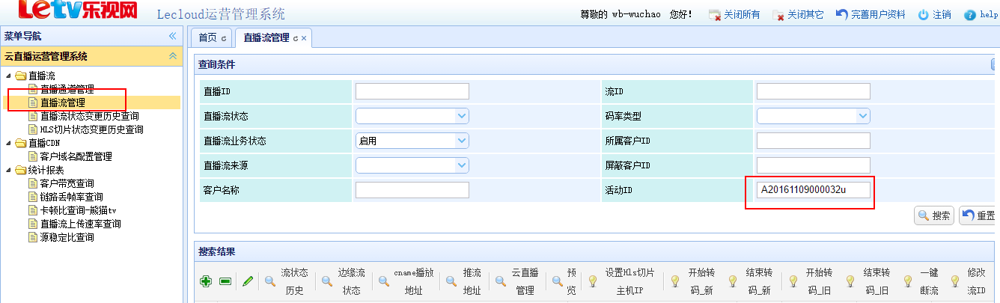 Letv乐视网
Lecloud运营管理系统
尊敬的 wb-wuchao 您好！
关闭所有
关闭其它
完善用户资料
注销
help
菜单导航
云直播运营管理系统
直播流
直播通道管理
直播流管理
直播流状态变更历史查询
HLS切片状态变更历史查询
直播CDN
客户域名配置管理
统计报表
客户带宽查询
链路丢帧率查询
卡顿比查询-熊猫tv
直播流上传速率查询
源稳定比查询
首页
直播流管理
查询条件
直播ID
流ID
直播流状态
码率类型
直播流业务状态 启用
所属客户ID
直播流来源
屏蔽客户ID
客户名称
活动ID A20161109000032u
搜索
重置
搜索结果
流状态
历史
边缘流
状态
cname播放
地址
推流
地址
云直播
管理
预
览
设置Hls切片
主机IP
开始转
码_新
结束转
码_新
开始转
码_旧
结束转
码_旧
一键
断流
修改
流ID